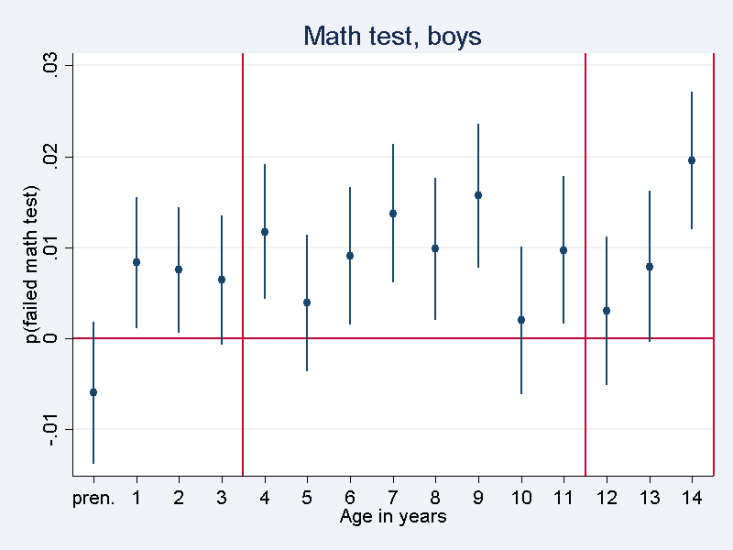 Math test, boys
p(failed math test)
.03
.02
.01
0
-.01
pren. 1 2 3 4 5 6 7 8 9 10 11 12 13 14
Age in years